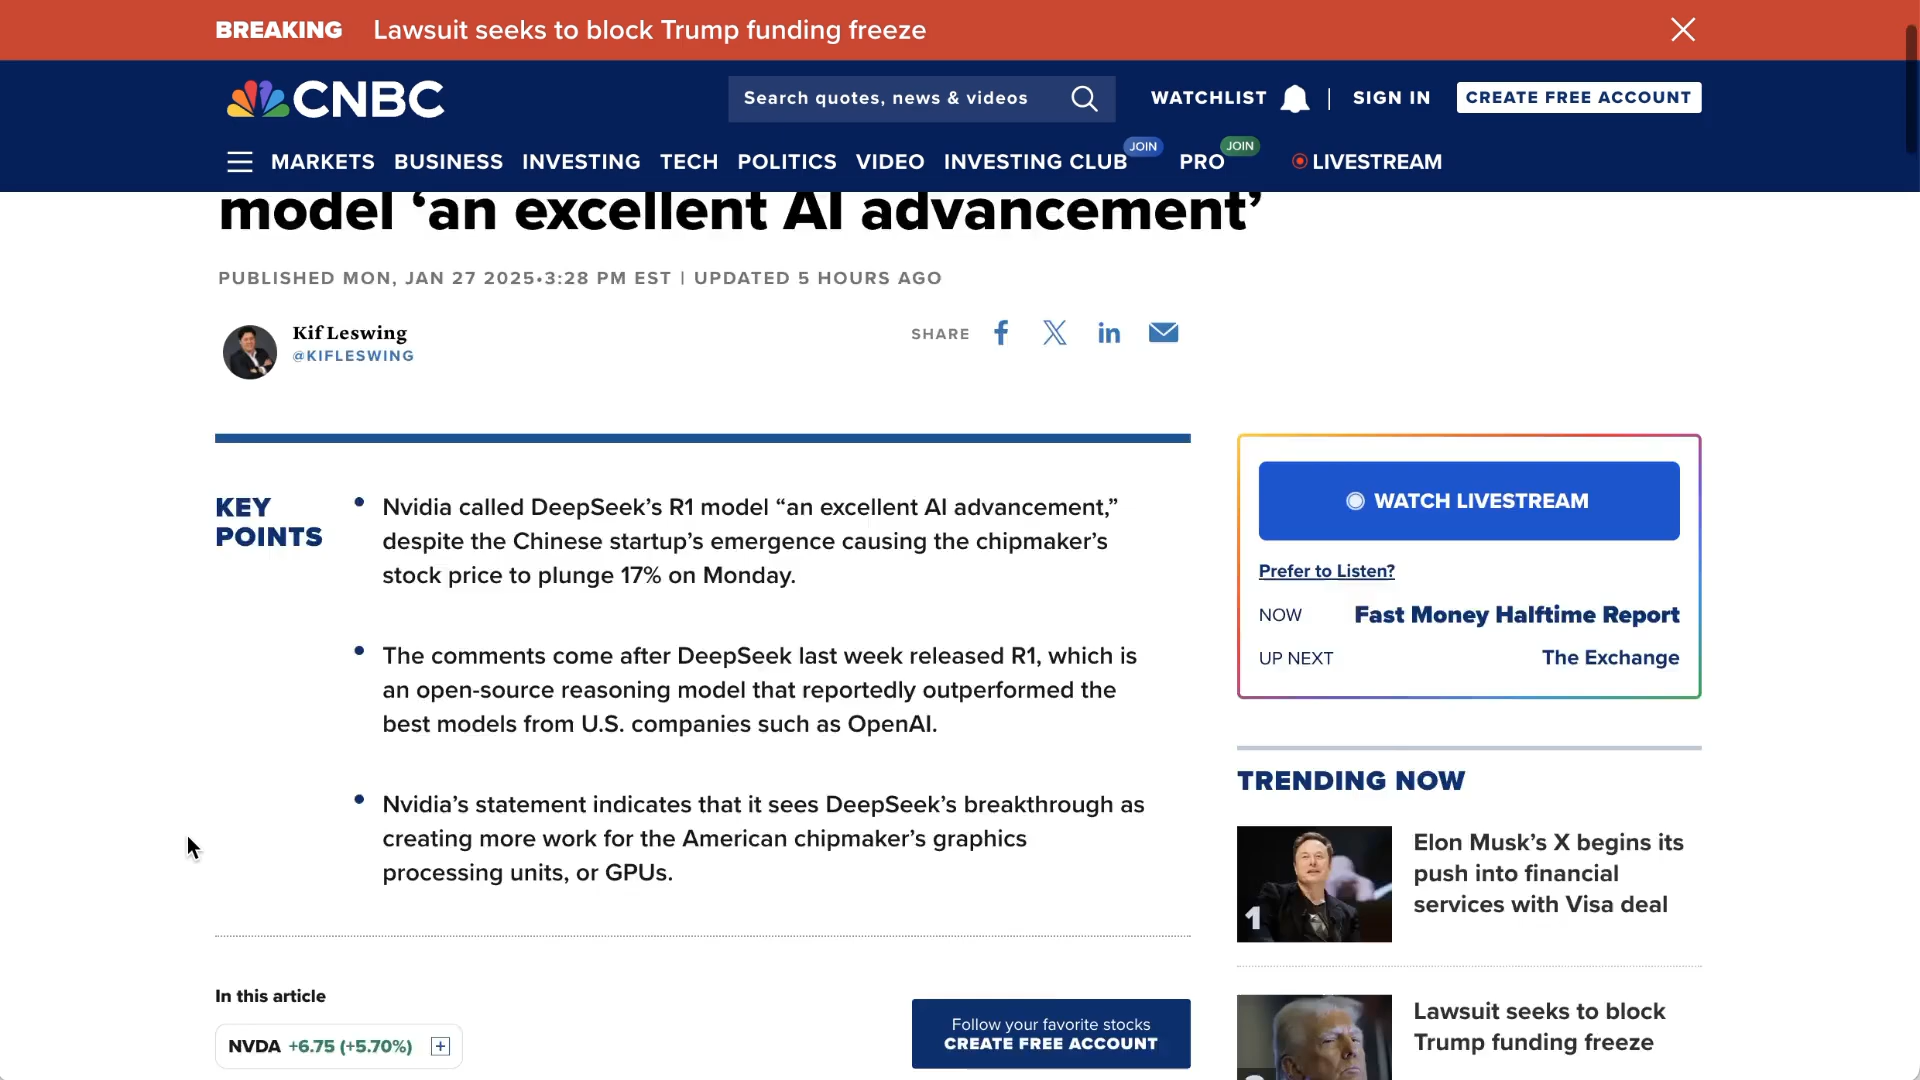 BREAKING Lawsuit seeks to block Trump funding freeze
CNBC
Search quotes, news & videos
WATCHLIST
SIGN IN
CREATE FREE ACCOUNT
MARKETS BUSINESS INVESTING TECH POLITICS VIDEO INVESTING CLUB JOIN PRO JOIN LIVESTREAM
model ‘an excellent AI advancement’
PUBLISHED MON, JAN 27 2025•3:28 PM EST | UPDATED 5 HOURS AGO
Kif Leswing
@KIFLESWING
SHARE
KEY
POINTS
Nvidia called DeepSeek’s R1 model “an excellent AI advancement,”
despite the Chinese startup’s emergence causing the chipmaker’s
stock price to plunge 17% on Monday.
The comments come after DeepSeek last week released R1, which is
an open-source reasoning model that reportedly outperformed the
best models from U.S. companies such as OpenAI.
Nvidia’s statement indicates that it sees DeepSeek’s breakthrough as
creating more work for the American chipmaker’s graphics
processing units, or GPUs.
In this article
NVDA +6.75 (+5.70%)
Follow your favorite stocks
CREATE FREE ACCOUNT
WATCH LIVESTREAM
Prefer to Listen?
NOW Fast Money Halftime Report
UP NEXT The Exchange
TRENDING NOW
1
Elon Musk’s X begins its
push into financial
services with Visa deal
Lawsuit seeks to block
Trump funding freeze